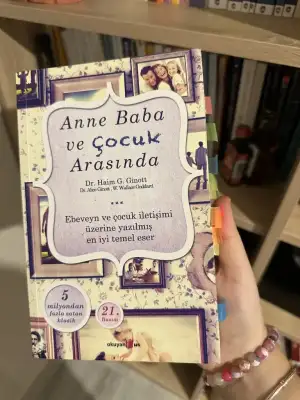 Anne Baba
ve Çocuk
Arasında
Dr. Haim G. Ginott
Dr. Alice Ginott . W. Wallace Goddard
Ebeveyn ve çocuk iletişimi
üzerine yazılmış
en iyi temel eser
5
milyondan
fazla satan
klasik
21.
Baskı
okuyan us